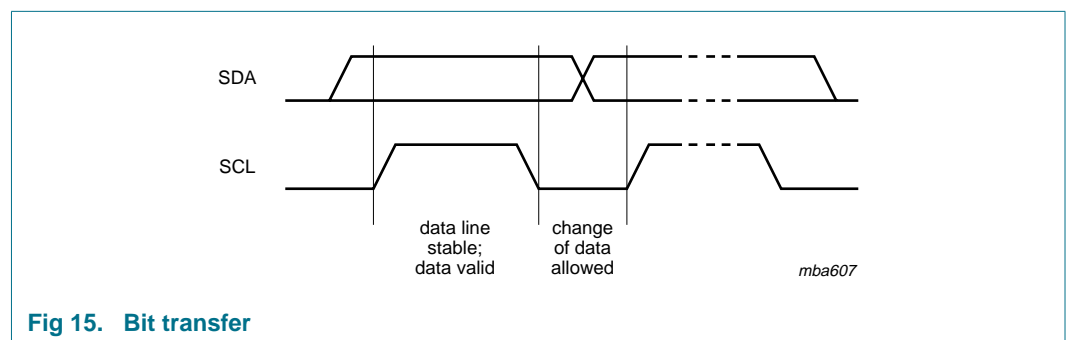 SDA
SCL
data line
stable;
data valid
change
of data
allowed
mba607
Fig 15. Bit transfer